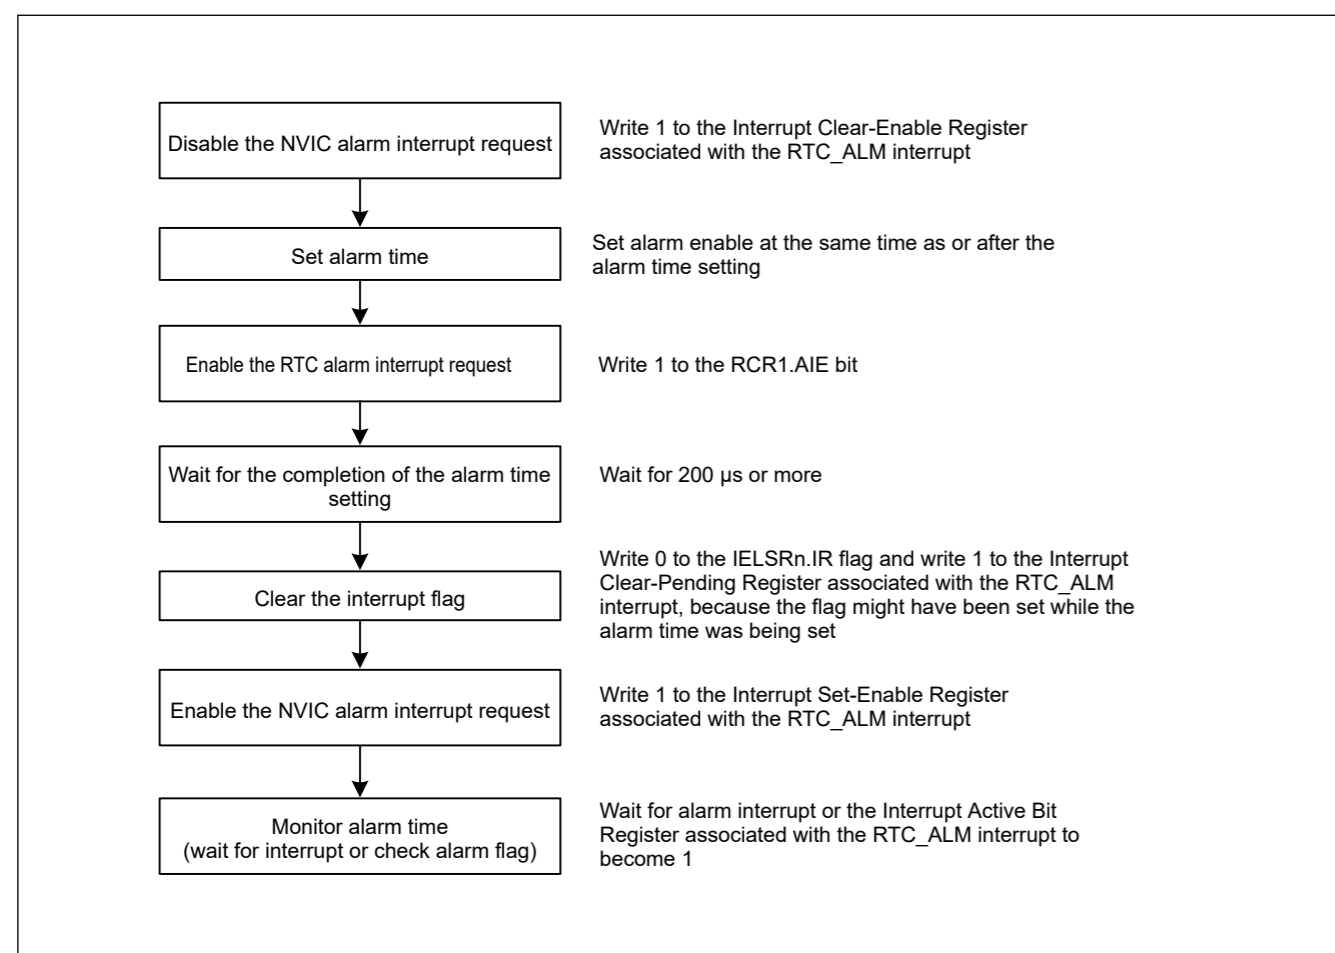 Disable the NVIC alarm interrupt request
Write 1 to the Interrupt Clear-Enable Register
associated with the RTC_ALM interrupt
Set alarm time
Set alarm enable at the same time as or after the
alarm time setting
Enable the RTC alarm interrupt request
Write 1 to the RCR1.AIE bit
Wait for the completion of the alarm time
setting
Wait for 200 µs or more
Clear the interrupt flag
Write 0 to the IELSRn.IR flag and write 1 to the Interrupt
Clear-Pending Register associated with the RTC_ALM
interrupt, because the flag might have been set while the
alarm time was being set
Enable the NVIC alarm interrupt request
Write 1 to the Interrupt Set-Enable Register
associated with the RTC_ALM interrupt
Monitor alarm time
(wait for interrupt or check alarm flag)
Wait for alarm interrupt or the Interrupt Active Bit
Register associated with the RTC_ALM interrupt to
become 1